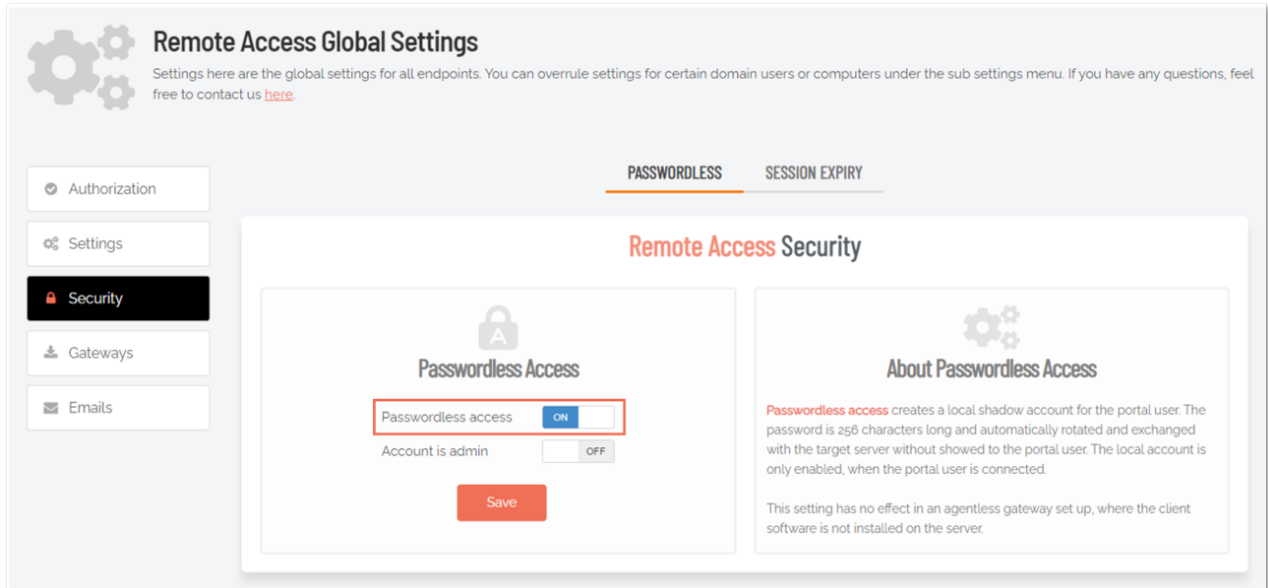 Remote Access Global Settings
Settings here are the global settings for all endpoints. You can overrule settings for certain domain users or computers under the sub settings menu. If you have any questions, feel
free to contact us here.
PASSWORDLESS
SESSION EXPIRY
Authorization
Settings
Security
Gateways
Emails
Remote Access Security
A
Passwordless Access
Passwordless access ON
Account is admin OFF
Save
About Passwordless Access
Passwordless access creates a local shadow account for the portal user. The
password is 256 characters long and automatically rotated and exchanged
with the target server without showed to the portal user. The local account is
only enabled, when the portal user is connected.
This setting has no effect in an agentless gateway set up, where the client
software is not installed on the server.